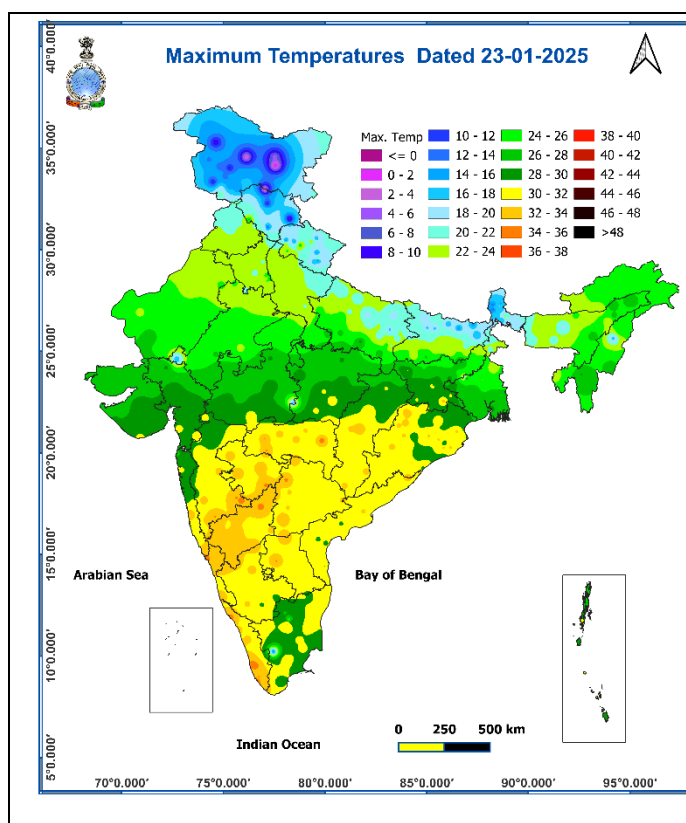 Maximum Temperatures Dated 23-01-2025
Max. Temp
<= 0
0 - 2
2 - 4
4 - 6
6 - 8
8 - 10
10 - 12
12 - 14
14 - 16
16 - 18
18 - 20
20 - 22
22 - 24
24 - 26
26 - 28
28 - 30
30 - 32
32 - 34
34 - 36
36 - 38
38 - 40
40 - 42
42 - 44
44 - 46
46 - 48
>48
40°0.000'
35°0.000'
30°0.000'
25°0.000'
20°0.000'
15°0.000'
10°0.000'
5°0.000'
Arabian Sea
Bay of Bengal
Indian Ocean
0 250 500 km
70°0.000' 75°0.000' 80°0.000' 85°0.000' 90°0.000' 95°0.000'